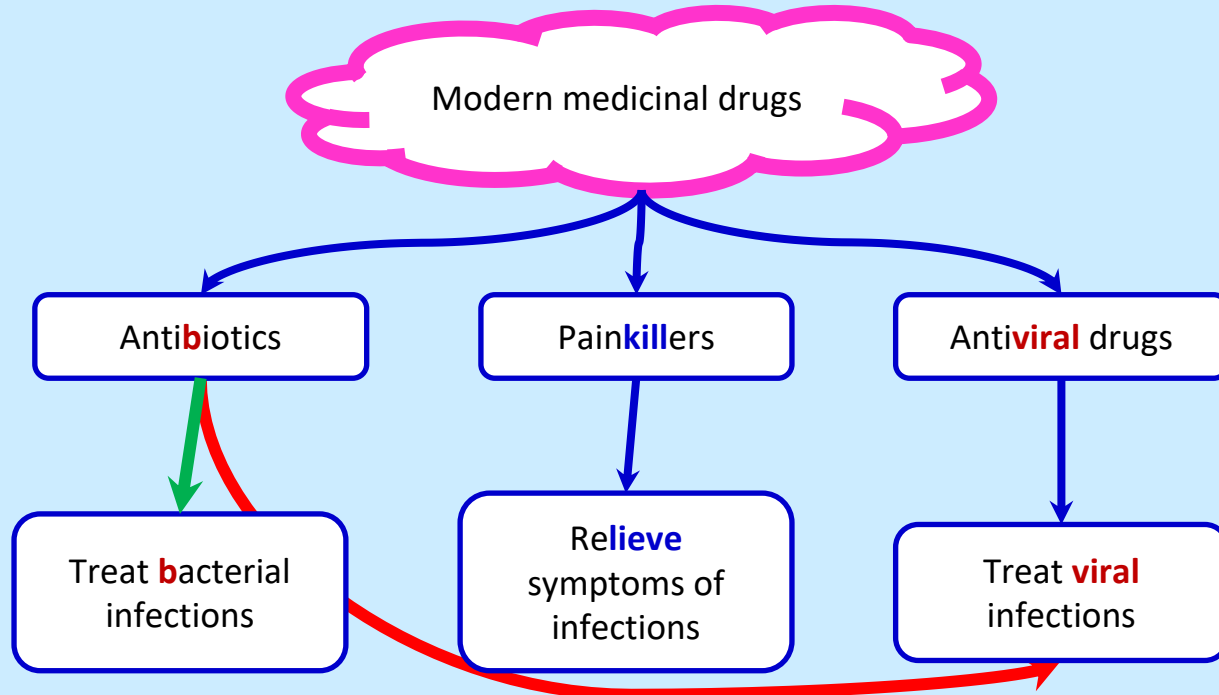 Modern medicinal drugs
Antibiotics
Painkillers
Antiviral drugs
Treat bacterial
infections
Relieve
symptoms of
infections
Treat viral
infections